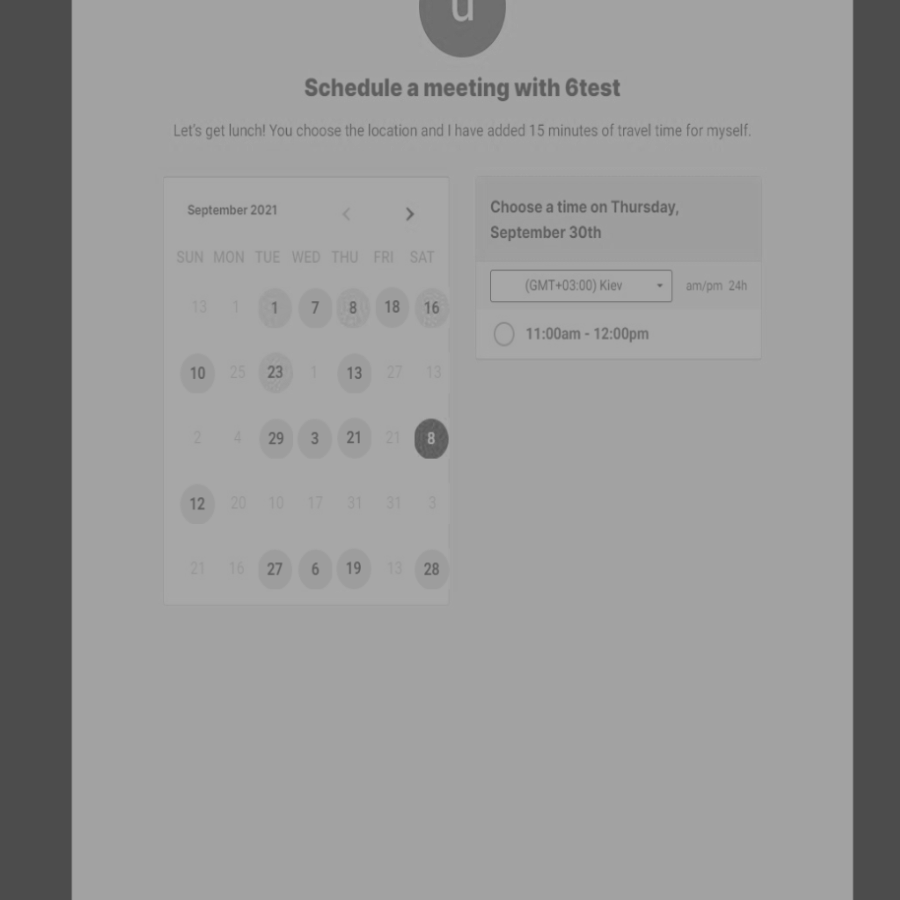 u
Schedule a meeting with 6test
Let's get lunch! You choose the location and I have added 15 minutes of travel time for myself.
September 2021
SUN MON TUE WED THU FRI SAT
13 1 1 7 8 18 16
10 25 23 1 13 27 13
2 4 29 3 21 21 8
12 20 10 17 31 31 3
21 16 27 6 19 13 28
Choose a time on Thursday,
September 30th
(GMT+03:00) Kiev am/pm 24h
11:00am - 12:00pm